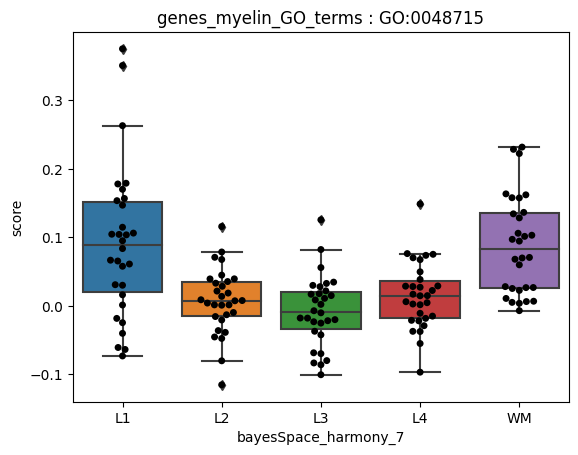 genes_myelin_GO_terms : GO:0048715
score
0.3
0.2
0.1
0.0
−0.1
L1 L2 L3 L4 WM
bayesSpace_harmony_7